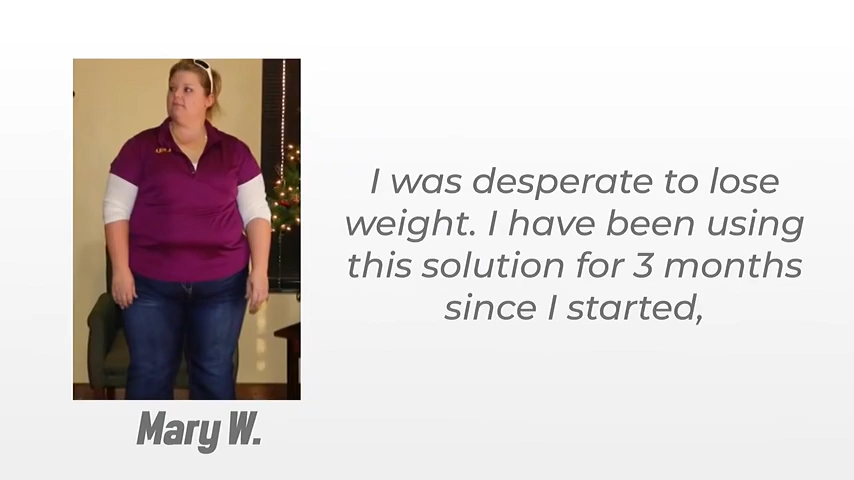 I was desperate to lose
weight. I have been using
this solution for 3 months
since I started,
Mary W.